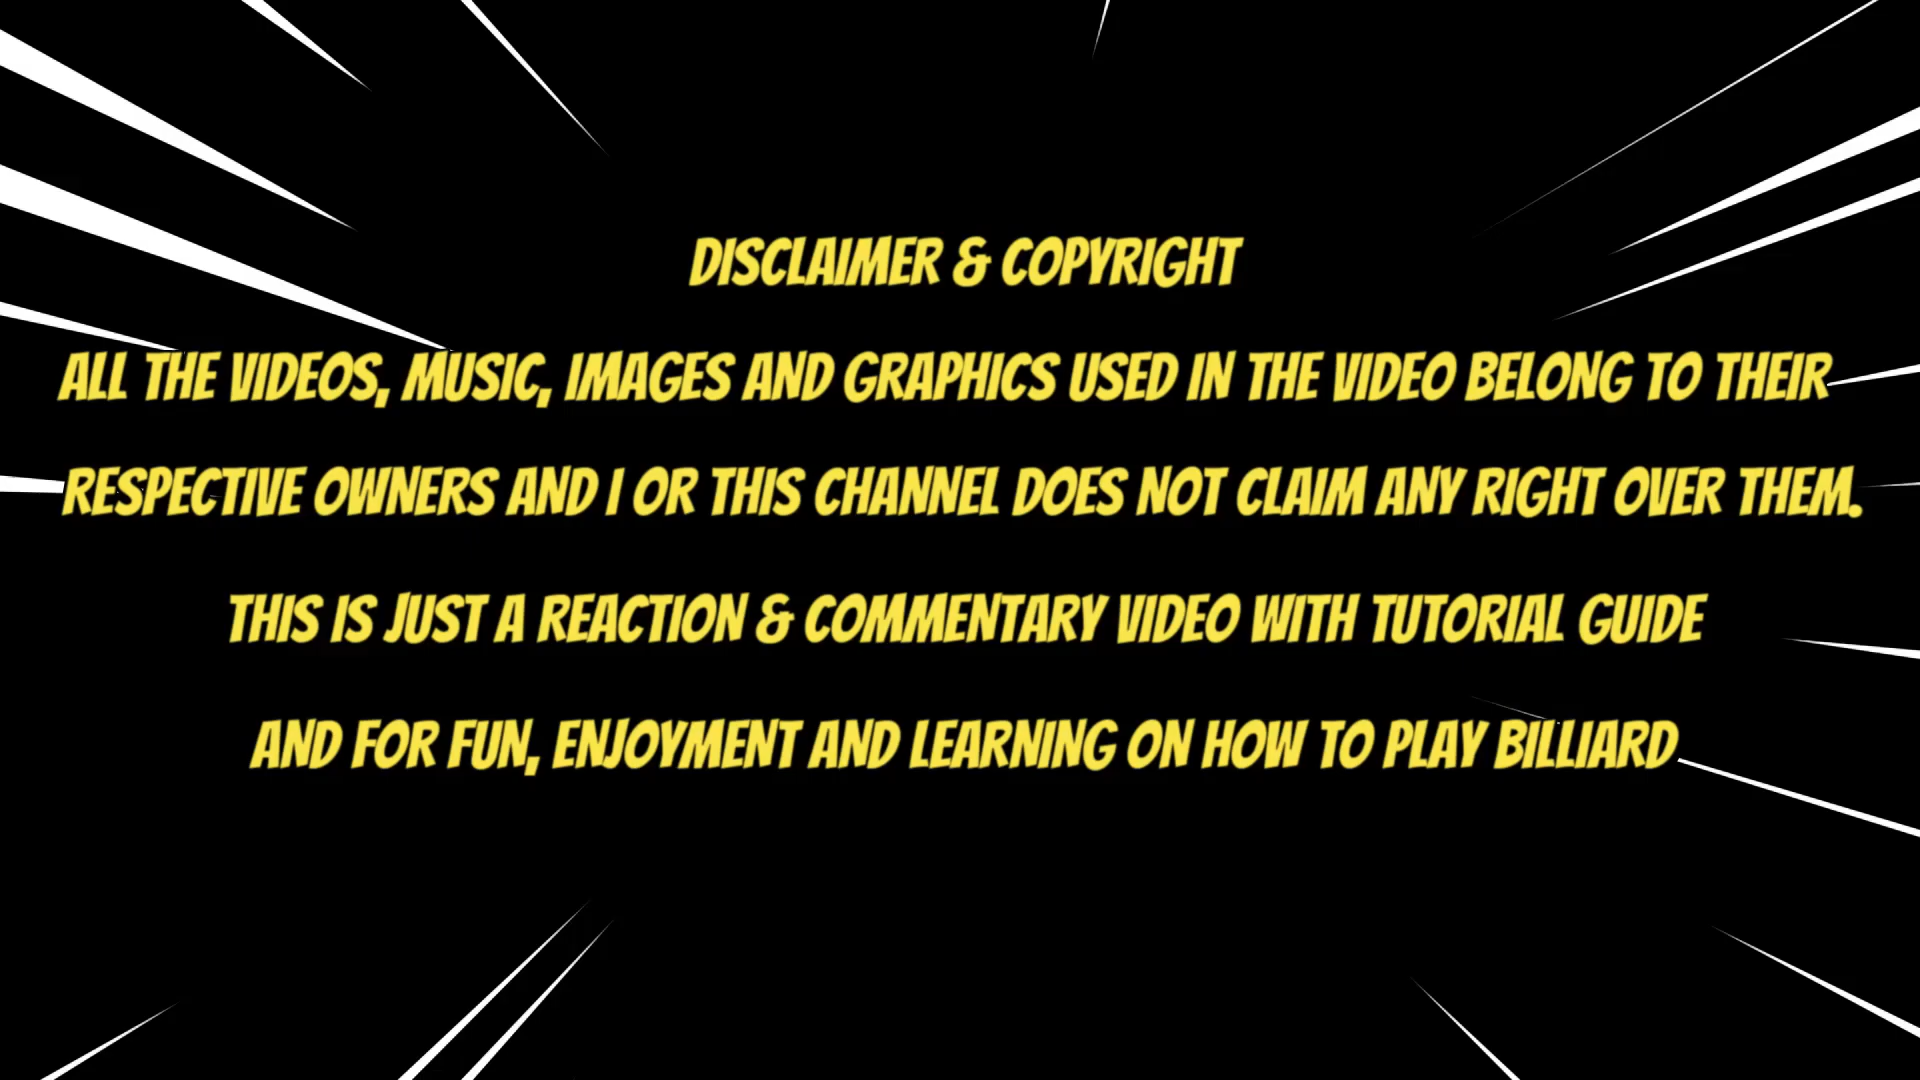 DISCLAIMER & COPYRIGHT
ALL THE VIDEOS, MUSIC, IMAGES AND GRAPHICS USED IN THE VIDEO BELONG TO THEIR
RESPECTIVE OWNERS AND I OR THIS CHANNEL DOES NOT CLAIM ANY RIGHT OVER THEM.
THIS IS JUST A REACTION & COMMENTARY VIDEO WITH TUTORIAL GUIDE
AND FOR FUN, ENJOYMENT AND LEARNING ON HOW TO PLAY BILLIARD